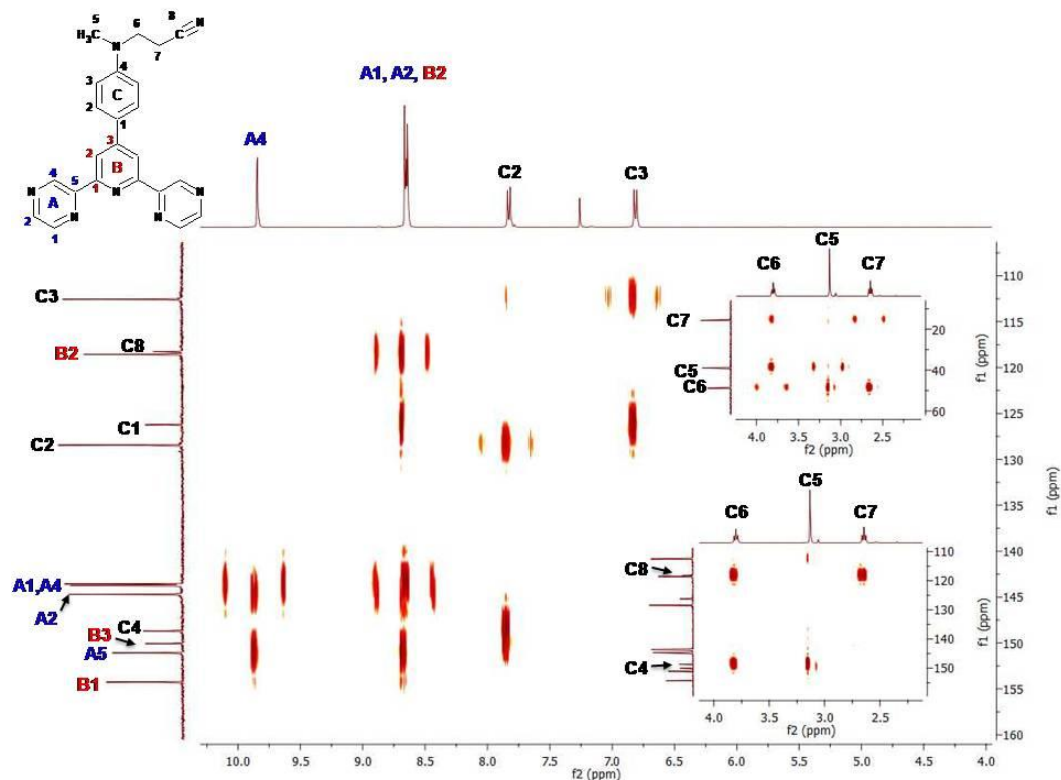 8
5
6
N
H3C
N
7
4
3
C
2
1
A1, A2, B2
3
2
B
4
5
1
N
A
N
N
N
N
N
2
1
A4
C2
C3
C3
C8
B2
C1
C2
A1,A4
A2
C4
B3
A5
B1
C5
C6
C7
C7
C5
C6
20
40
60
f1 (ppm)
4.0 3.5 3.0 2.5
f2 (ppm)
C5
C6
C7
C8
C4
110
120
130
140
150
f1 (ppm)
4.0 3.5 3.0 2.5
f2 (ppm)
110
115
120
125
130
135
140
145
150
155
160
f1 (ppm)
10.0 9.5 9.0 8.5 8.0 7.5 7.0 6.5 6.0 5.5 5.0 4.5 4.0
f2 (ppm)